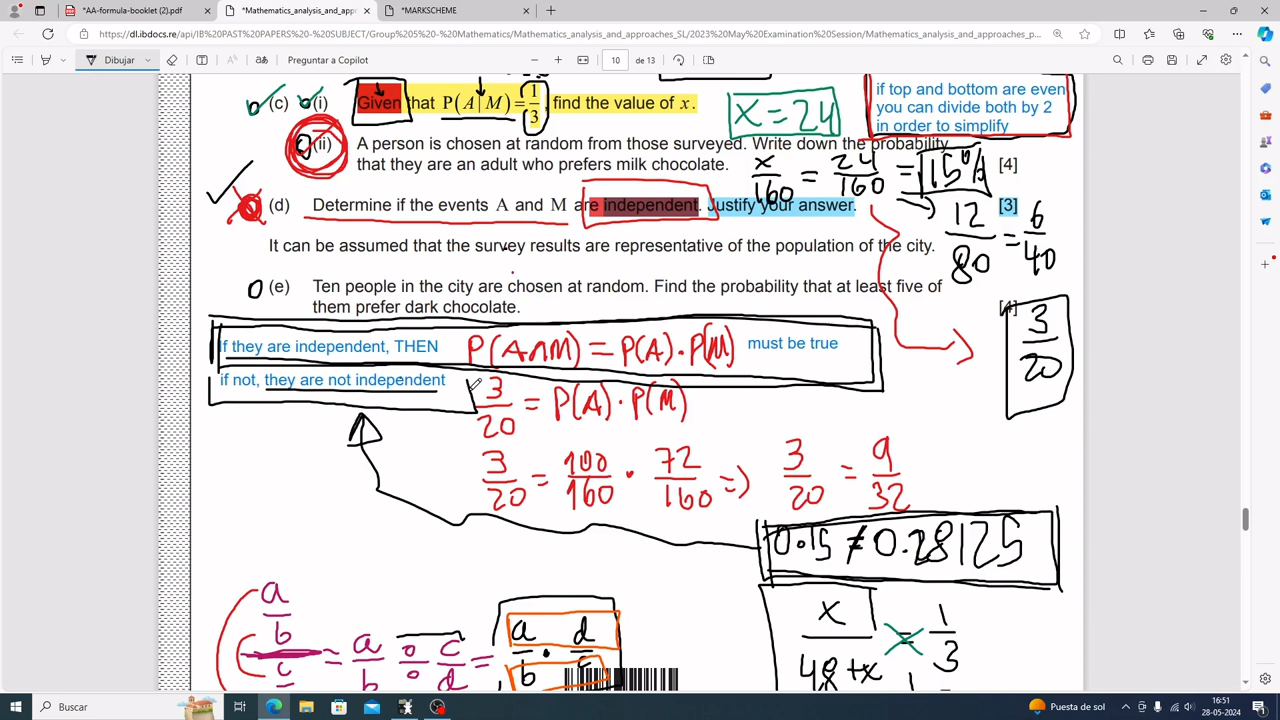 *AA-formula-booklet (2).pdf
*Mathematics_analysis_and_appr
*MARKSCHEME
https://dl.ibdocs.re/api/IB%20PAST%20PAPERS%20-%20SUBJECT/Group%205%20-%20Mathematics/Mathematics_analysis_and_approaches_SL/2023%20May%20Examination%20Session/Mathematics_analysis_and_approaches_p...
Dibujar
Preguntar a Copilot
10 de 13
(c) (i) Given that P(A|M) = 1/3, find the value of x.
x = 24
if top and bottom are even
you can divide both by 2
in order to simplify
(ii) A person is chosen at random from those surveyed. Write down the probability
that they are an adult who prefers milk chocolate.
[4]
x/160 = 24/160 = 15%
(d) Determine if the events A and M are independent. Justify your answer.
[3]
12/80 = 6/40
It can be assumed that the survey results are representative of the population of the city.
(e) Ten people in the city are chosen at random. Find the probability that at least five of
them prefer dark chocolate.
[4]
3/20
If they are independent, THEN P(A∩M) = P(A)·P(M) must be true
if not, they are not independent
3/20 = P(A)·P(M)
3/20 = 100/160 · 72/160 => 3/20 = 9/32
0.15 ≠ 0.28125
x/48+x = 1/3
a/b
c
= a/b ÷ c/d = a/b · d/c
Buscar
Puesta de sol
16:51
28-05-2024